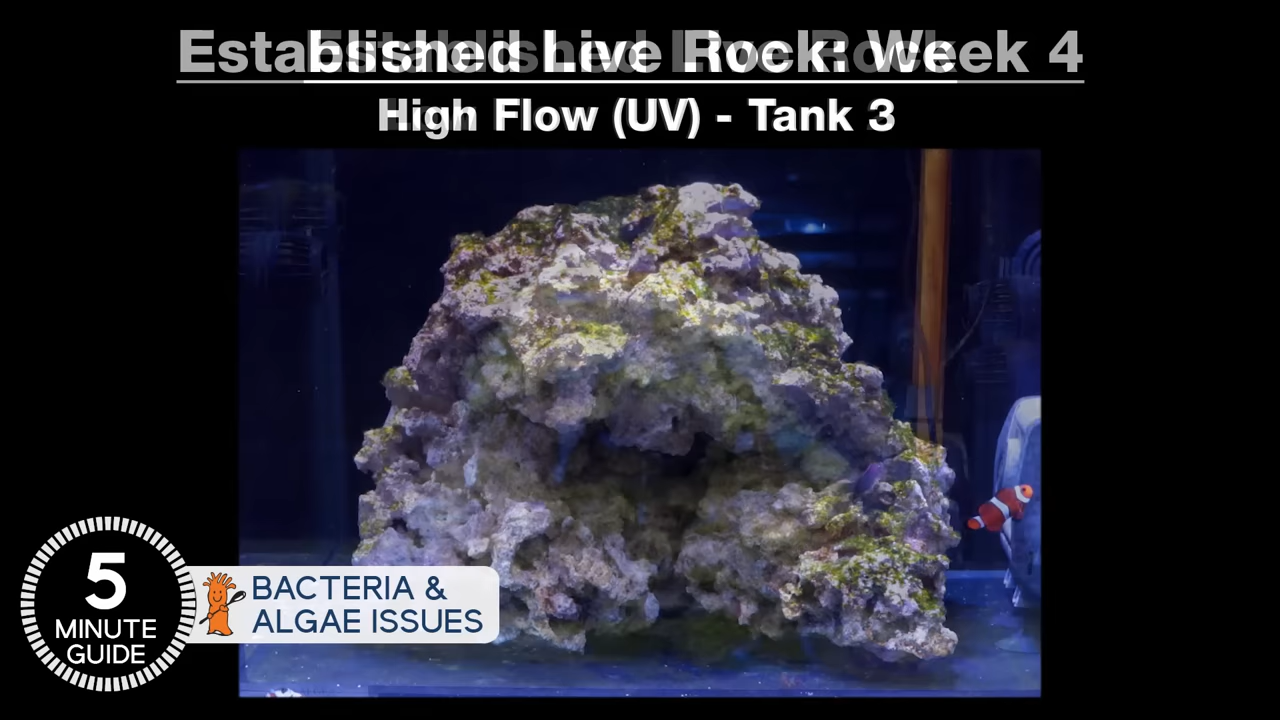 Established Live Rock: Week 4
High Flow (UV) - Tank 3
5
MINUTE
GUIDE
BACTERIA &
ALGAE ISSUES